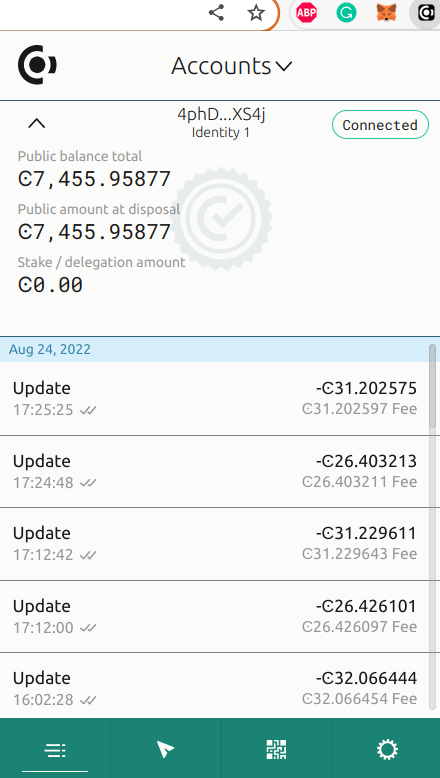 ABP
Accounts
4phD...XS4j
Identity 1
Connected
Public balance total
Ͼ7,455.95877
Public amount at disposal
Ͼ7,455.95877
Stake / delegation amount
Ͼ0.00
Aug 24, 2022
Update -Ͼ31.202575
17:25:25 Ͼ31.202597 Fee
Update -Ͼ26.403213
17:24:48 Ͼ26.403211 Fee
Update -Ͼ31.229611
17:12:42 Ͼ31.229643 Fee
Update -Ͼ26.426101
17:12:00 Ͼ26.426097 Fee
Update -Ͼ32.066444
16:02:28 Ͼ32.066454 Fee